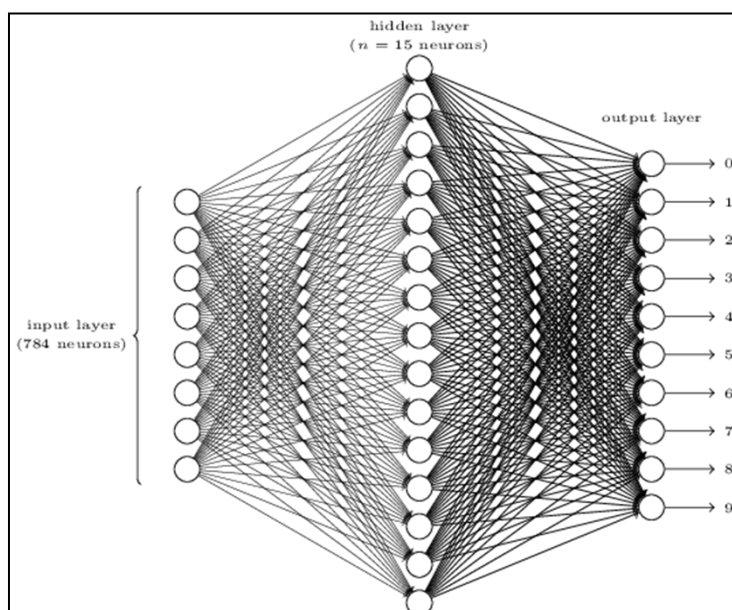 hidden layer
(n = 15 neurons)
output layer
0
1
2
3
input layer
(784 neurons)
4
5
6
7
8
9